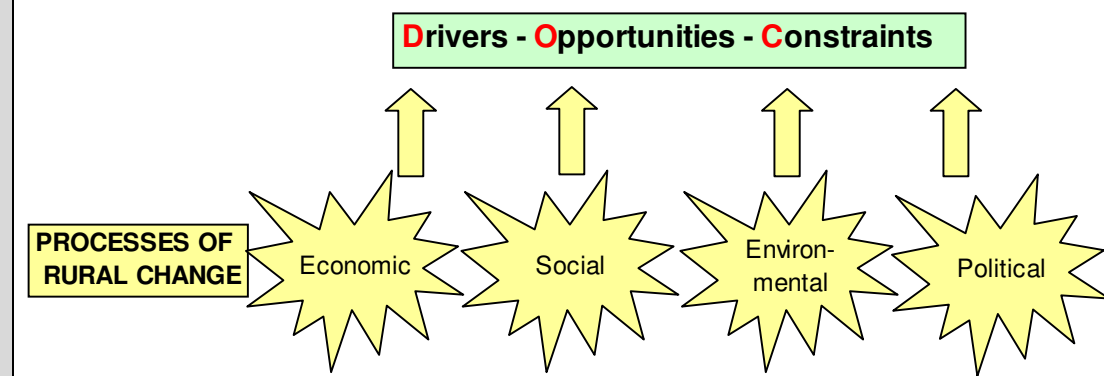 Drivers - Opportunities - Constraints
PROCESSES OF
RURAL CHANGE
Economic
Social
Environ-
mental
Political